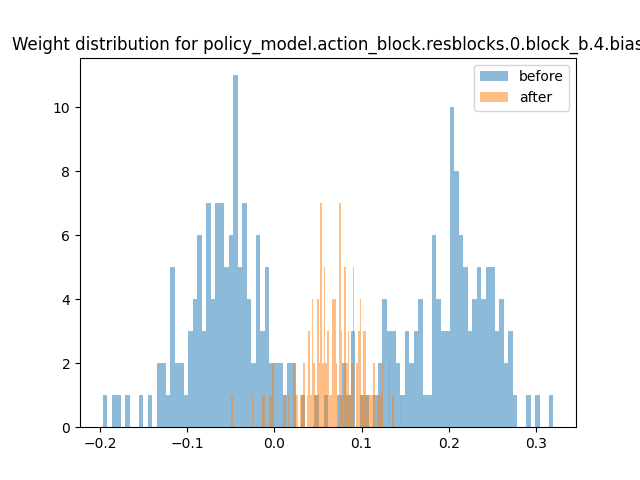 Weight distribution for policy_model.action_block.resblocks.0.block_b.4.bias
before
after
10
8
6
4
2
0
−0.2 −0.1 0.0 0.1 0.2 0.3